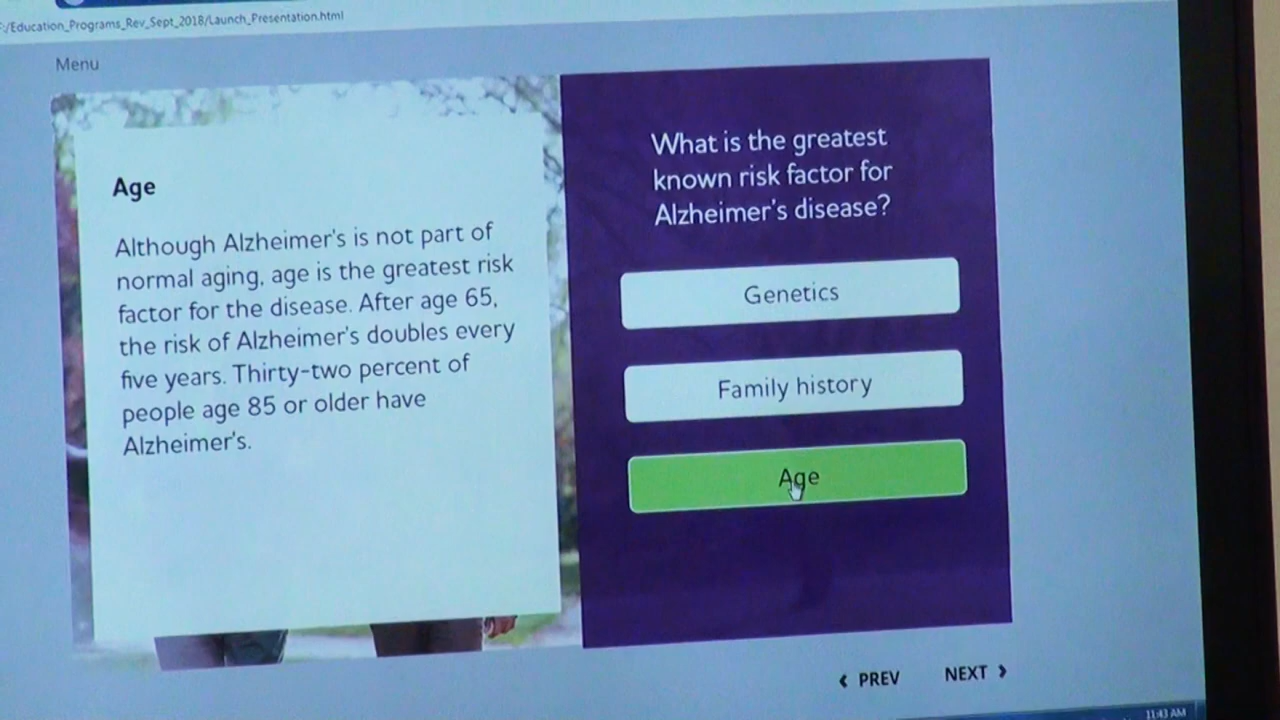 :/Education_Programs_Rev_Sept_2018/Launch_Presentation.html
Menu
Age
Although Alzheimer's is not part of
normal aging, age is the greatest risk
factor for the disease. After age 65,
the risk of Alzheimer's doubles every
five years. Thirty-two percent of
people age 85 or older have
Alzheimer's.
What is the greatest
known risk factor for
Alzheimer's disease?
Genetics
Family history
Age
‹ PREV
NEXT ›
11:43 AM